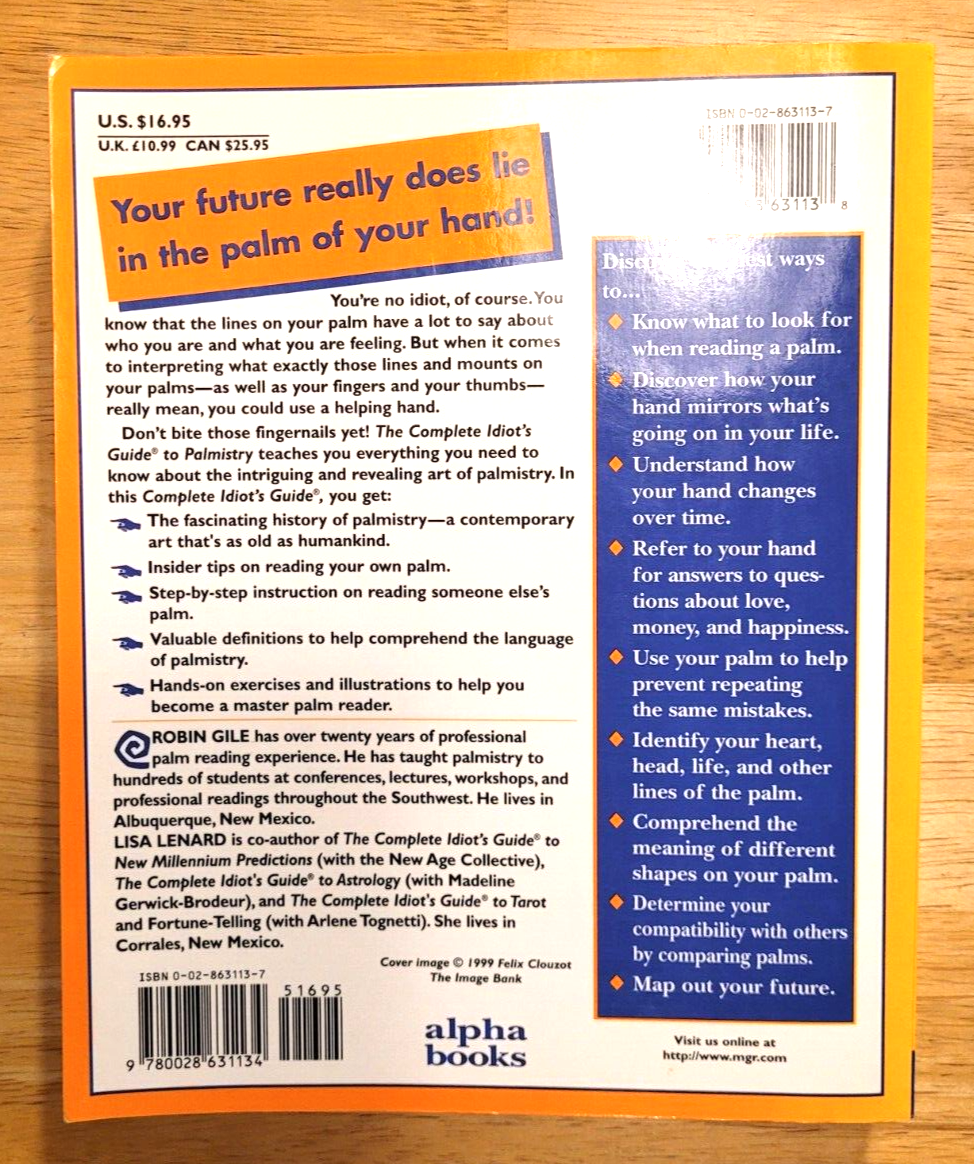 U.S. $16.95
U.K. £10.99 CAN $25.95
Your future really does lie
in the palm of your hand!
You're no idiot, of course. You
know that the lines on your palm have a lot to say about
who you are and what you are feeling. But when it comes
to interpreting what exactly those lines and mounts on
your palms—as well as your fingers and your thumbs—
really mean, you could use a helping hand.
Don't bite those fingernails yet! The Complete Idiot's
Guide® to Palmistry teaches you everything you need to
know about the intriguing and revealing art of palmistry. In
this Complete Idiot's Guide®, you get:
The fascinating history of palmistry—a contemporary
art that's as old as humankind.
Insider tips on reading your own palm.
Step-by-step instruction on reading someone else's
palm.
Valuable definitions to help comprehend the language
of palmistry.
Hands-on exercises and illustrations to help you
become a master palm reader.
ROBIN GILE has over twenty years of professional
palm reading experience. He has taught palmistry to
hundreds of students at conferences, lectures, workshops, and
professional readings throughout the Southwest. He lives in
Albuquerque, New Mexico.
LISA LENARD is co-author of The Complete Idiot's Guide® to
New Millennium Predictions (with the New Age Collective),
The Complete Idiot's Guide® to Astrology (with Madeline
Gerwick-Brodeur), and The Complete Idiot's Guide® to Tarot
and Fortune-Telling (with Arlene Tognetti). She lives in
Corrales, New Mexico.
Cover image © 1999 Felix Clouzot
The Image Bank
ISBN 0-02-863113-7
51695
9 780028 631134
alpha
books
ISBN 0-02-863113-7
63113 8
ways
to...
Know what to look for
when reading a palm.
Discover how your
hand mirrors what's
going on in your life.
Understand how
your hand changes
over time.
Refer to your hand
for answers to ques-
tions about love,
money, and happiness.
Use your palm to help
prevent repeating
the same mistakes.
Identify your heart,
head, life, and other
lines of the palm.
Comprehend the
meaning of different
shapes on your palm.
Determine your
compatibility with others
by comparing palms.
Map out your future.
Visit us online at
http://www.mgr.com